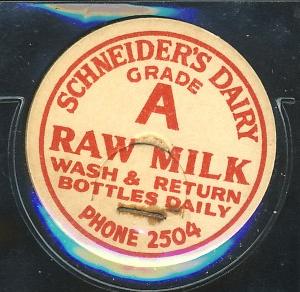 SCHNEIDER'S DAIRY
GRADE
A
RAW MILK
WASH & RETURN
BOTTLES DAILY
PHONE 2504